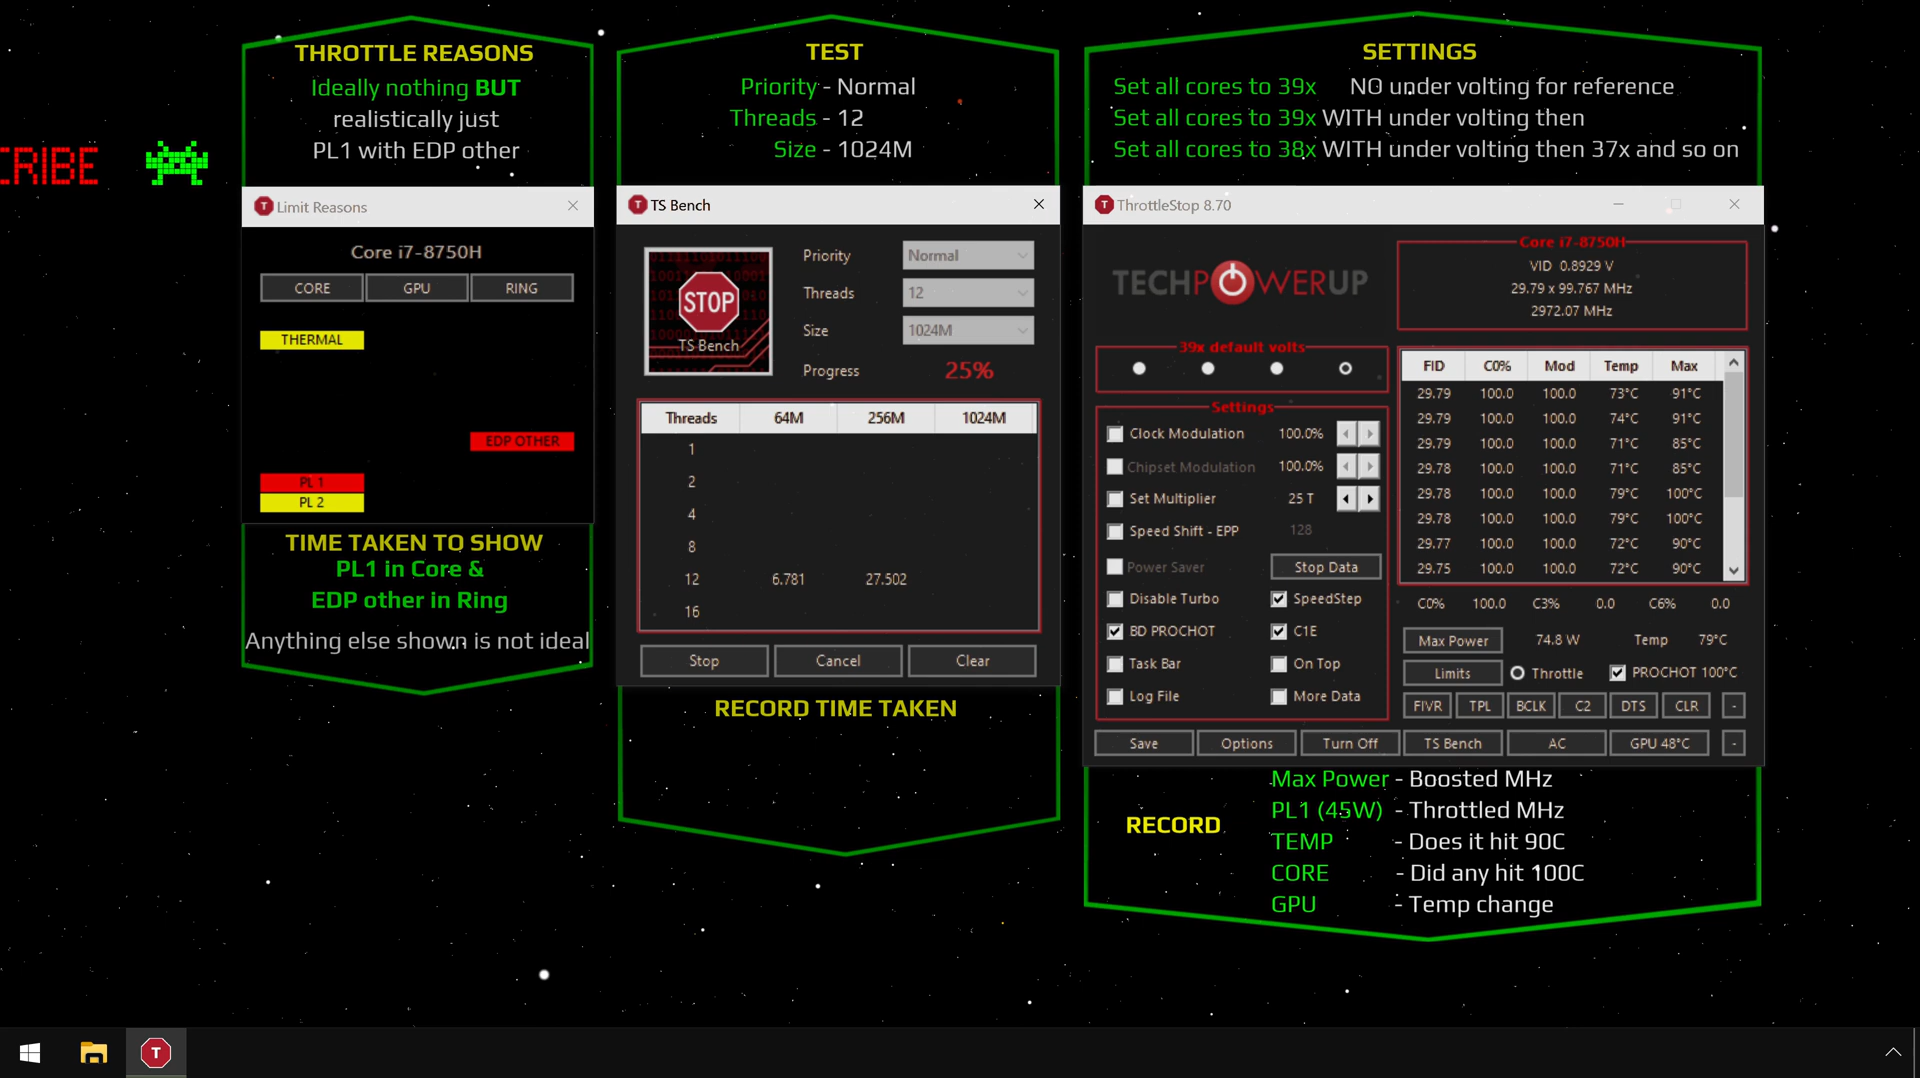 THROTTLE REASONS
Ideally nothing BUT
realistically just
PL1 with EDP other
CRIBE
Limit Reasons
Core i7-8750H
CORE GPU RING
THERMAL
EDP OTHER
PL 1
PL 2
TIME TAKEN TO SHOW
PL1 in Core &
EDP other in Ring
Anything else shown is not ideal
TEST
Priority - Normal
Threads - 12
Size - 1024M
TS Bench
STOP
TS Bench
Priority Normal
Threads 12
Size 1024M
Progress 25%
Threads 64M 256M 1024M
1
2
4
8
12 6.781 27.502
16
Stop Cancel Clear
RECORD TIME TAKEN
SETTINGS
Set all cores to 39x NO under volting for reference
Set all cores to 39x WITH under volting then
Set all cores to 38x WITH under volting then 37x and so on
ThrottleStop 8.70
TECHPOWERUP
39x default volts
Settings
Clock Modulation 100.0%
Chipset Modulation 100.0%
Set Multiplier 25 T
Speed Shift - EPP 128
Power Saver Stop Data
Disable Turbo SpeedStep
BD PROCHOT C1E
Task Bar On Top
Log File More Data
Core i7-8750H
VID 0.8929 V
29.79 x 99.767 MHz
2972.07 MHz
FID C0% Mod Temp Max
29.79 100.0 100.0 73°C 91°C
29.79 100.0 100.0 74°C 91°C
29.79 100.0 100.0 71°C 85°C
29.78 100.0 100.0 71°C 85°C
29.78 100.0 100.0 79°C 100°C
29.78 100.0 100.0 79°C 100°C
29.77 100.0 100.0 72°C 90°C
29.75 100.0 100.0 72°C 90°C
C0% 100.0 C3% 0.0 C6% 0.0
Max Power 74.8 W Temp 79°C
Limits Throttle PROCHOT 100°C
FIVR TPL BCLK C2 DTS CLR -
Save Options Turn Off TS Bench AC GPU 48°C -
RECORD
Max Power - Boosted MHz
PL1 (45W) - Throttled MHz
TEMP - Does it hit 90C
CORE - Did any hit 100C
GPU - Temp change